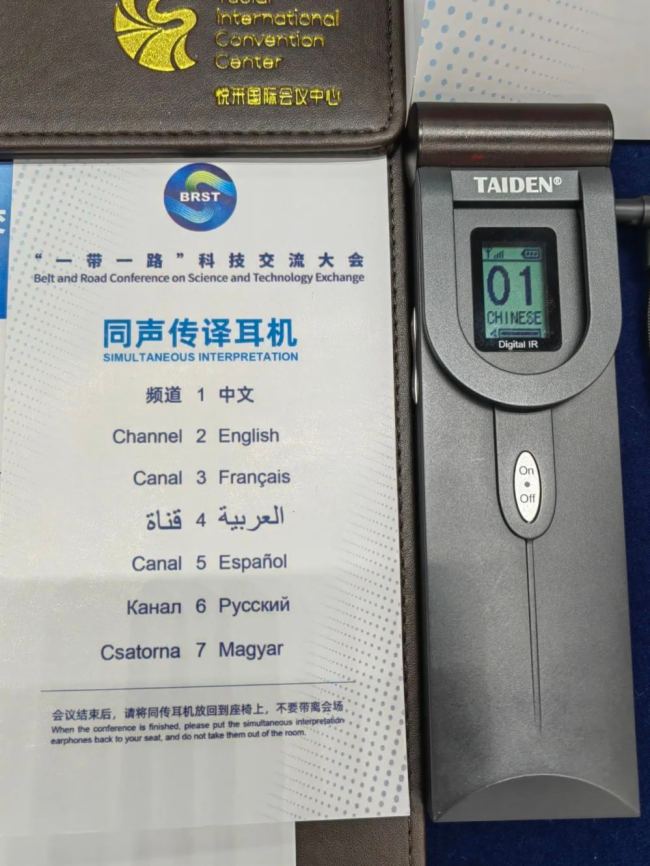 International
Convention
Center
悦来国际会议中心
BRST
“一带一路”科技交流大会
Belt and Road Conference on Science and Technology Exchange
同声传译耳机
SIMULTANEOUS INTERPRETATION
频道 1 中文
Channel 2 English
Canal 3 Français
قناة 4 العربية
Canal 5 Español
Канал 6 Русский
Csatorna 7 Magyar
会议结束后，请将同传耳机放回到座椅上，不要带离会场
When the conference is finished, please put the simultaneous interpretatidn
earphones back to your seat, and do not take them out of the room.
TAIDEN®
01
CHINESE
Digital IR
On
Off